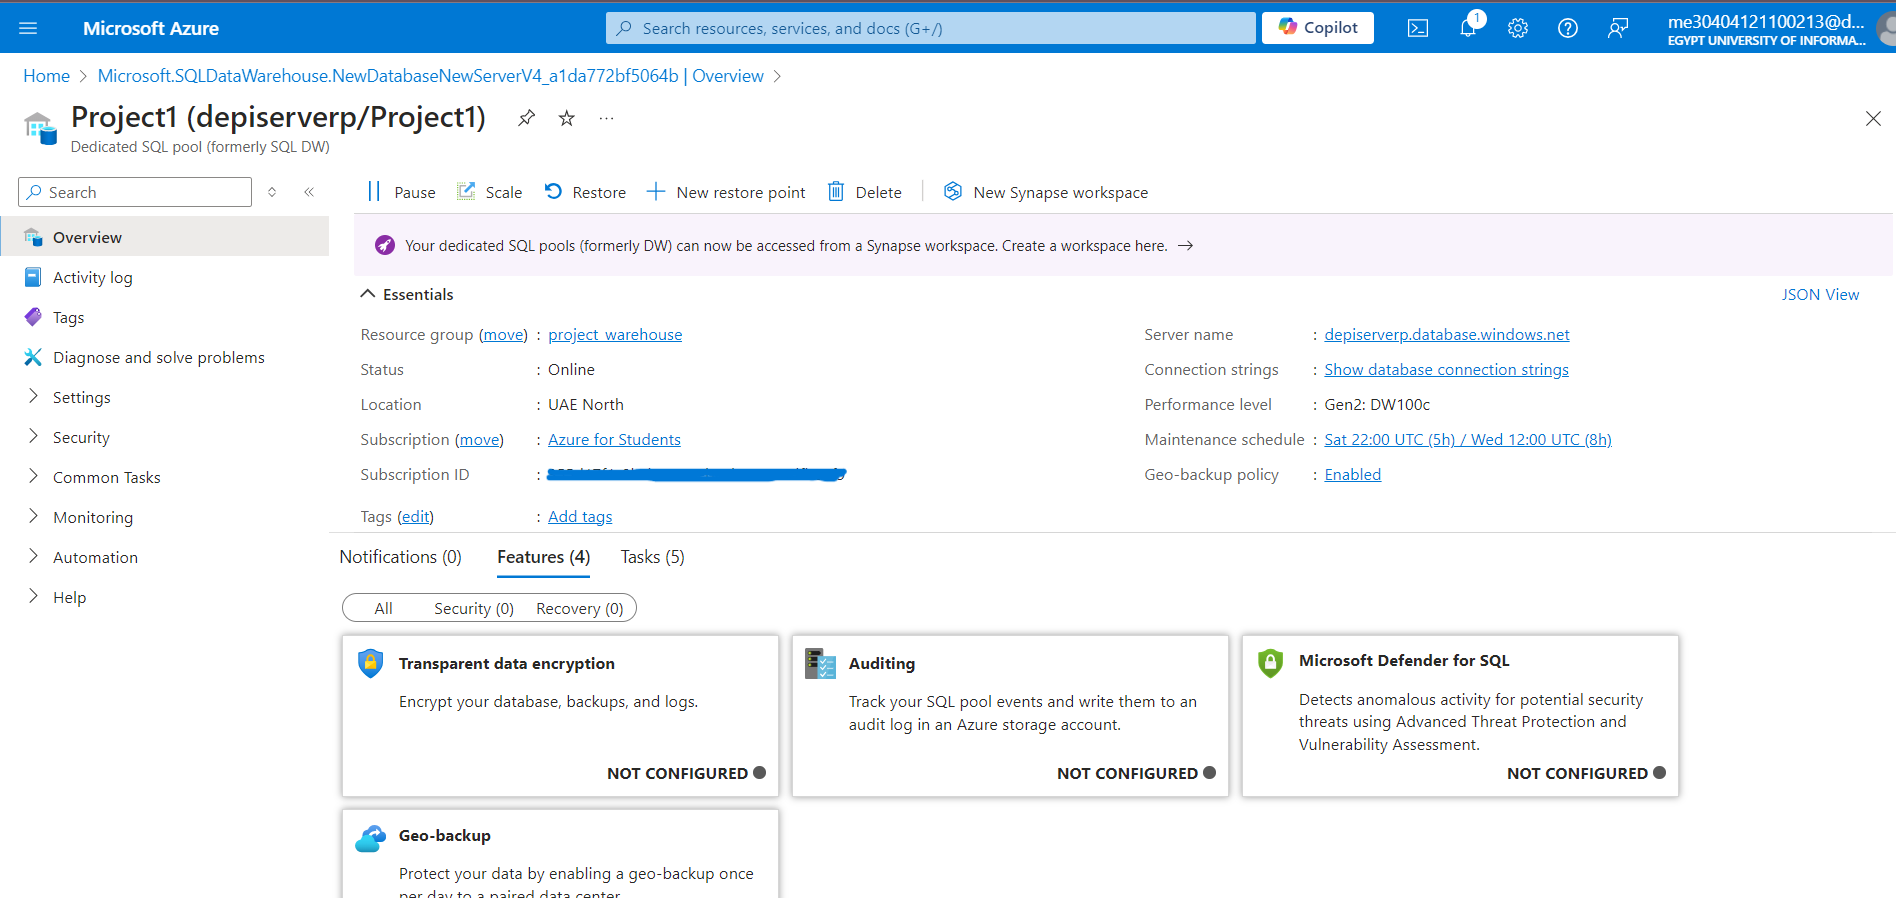 Microsoft Azure
Search resources, services, and docs (G+/)
Copilot
1
me30404121100213@d...
EGYPT UNIVERSITY OF INFORMA...
Home > Microsoft.SQLDataWarehouse.NewDatabaseNewServerV4_a1da772bf5064b | Overview >
Project1 (depiserverp/Project1)
Dedicated SQL pool (formerly SQL DW)
Search
Pause
Scale
Restore
New restore point
Delete
New Synapse workspace
Overview
Activity log
Tags
Diagnose and solve problems
Settings
Security
Common Tasks
Monitoring
Automation
Help
Your dedicated SQL pools (formerly DW) can now be accessed from a Synapse workspace. Create a workspace here. →
Essentials
JSON View
Resource group (move) : project_warehouse
Status : Online
Location : UAE North
Subscription (move) : Azure for Students
Subscription ID :
Tags (edit) : Add tags
Server name : depiserverp.database.windows.net
Connection strings : Show database connection strings
Performance level : Gen2: DW100c
Maintenance schedule : Sat 22:00 UTC (5h) / Wed 12:00 UTC (8h)
Geo-backup policy : Enabled
Notifications (0)
Features (4)
Tasks (5)
All
Security (0)
Recovery (0)
Transparent data encryption
Encrypt your database, backups, and logs.
NOT CONFIGURED
Auditing
Track your SQL pool events and write them to an
audit log in an Azure storage account.
NOT CONFIGURED
Microsoft Defender for SQL
Detects anomalous activity for potential security
threats using Advanced Threat Protection and
Vulnerability Assessment.
NOT CONFIGURED
Geo-backup
Protect your data by enabling a geo-backup once
per day to a paired data center.